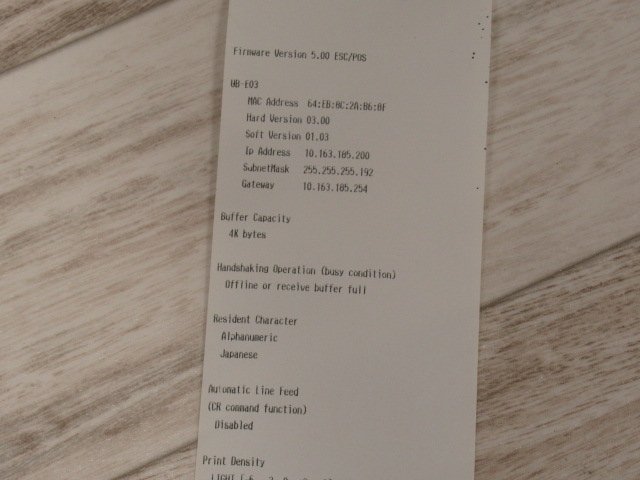 Firmware Version 5.00 ESC/POS
UB-E03
MAC Address 64:EB:8C:2A:B6:8F
Hard Version 03.00
Soft Version 01.03
Ip Address 10.163.105.200
SubnetMask 255.255.255.192
Gateway 10.163.105.254
Buffer Capacity
4K bytes
Handshaking Operation (busy condition)
Offline or receive buffer full
Resident Character
Alphanumeric
Japanese
Automatic Line Feed
(CR command function)
Disabled
Print Density